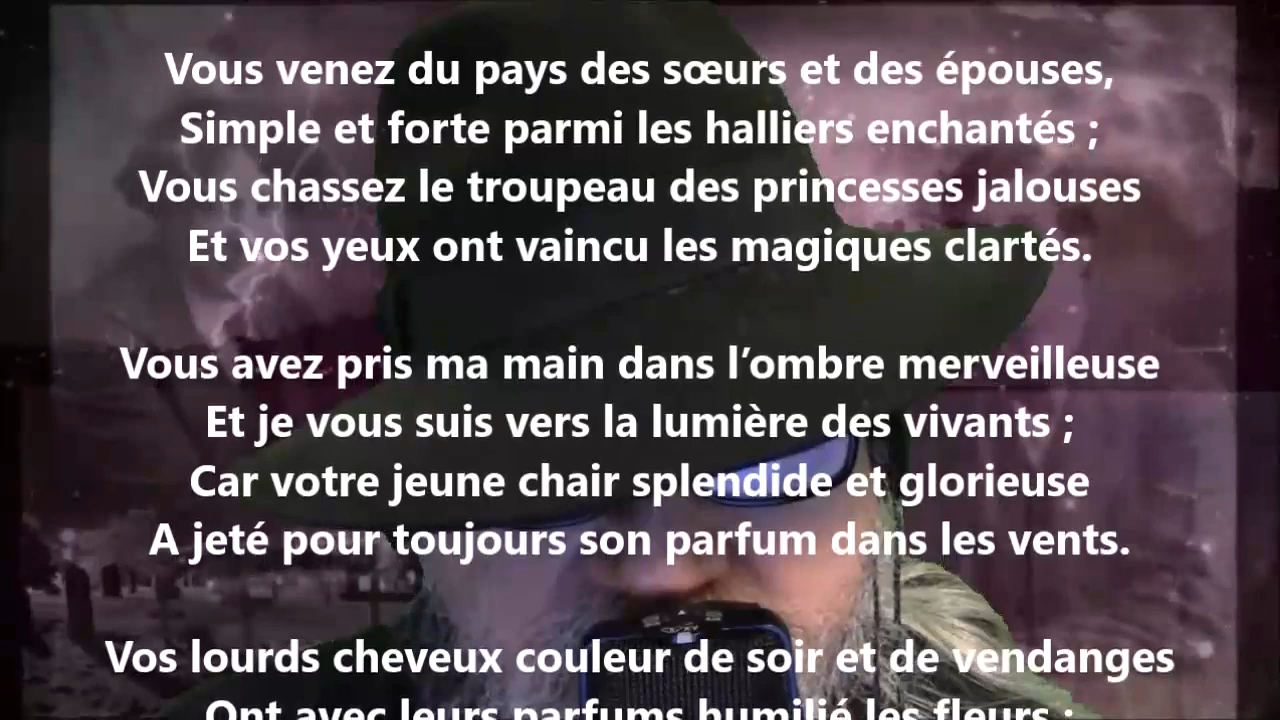 Vous venez du pays des sœurs et des épouses,
Simple et forte parmi les halliers enchantés ;
Vous chassez le troupeau des princesses jalouses
Et vos yeux ont vaincu les magiques clartés.
Vous avez pris ma main dans l’ombre merveilleuse
Et je vous suis vers la lumière des vivants ;
Car votre jeune chair splendide et glorieuse
A jeté pour toujours son parfum dans les vents.
Vos lourds cheveux couleur de soir et de vendanges
Ont avec leurs parfums humilié les fleurs ;